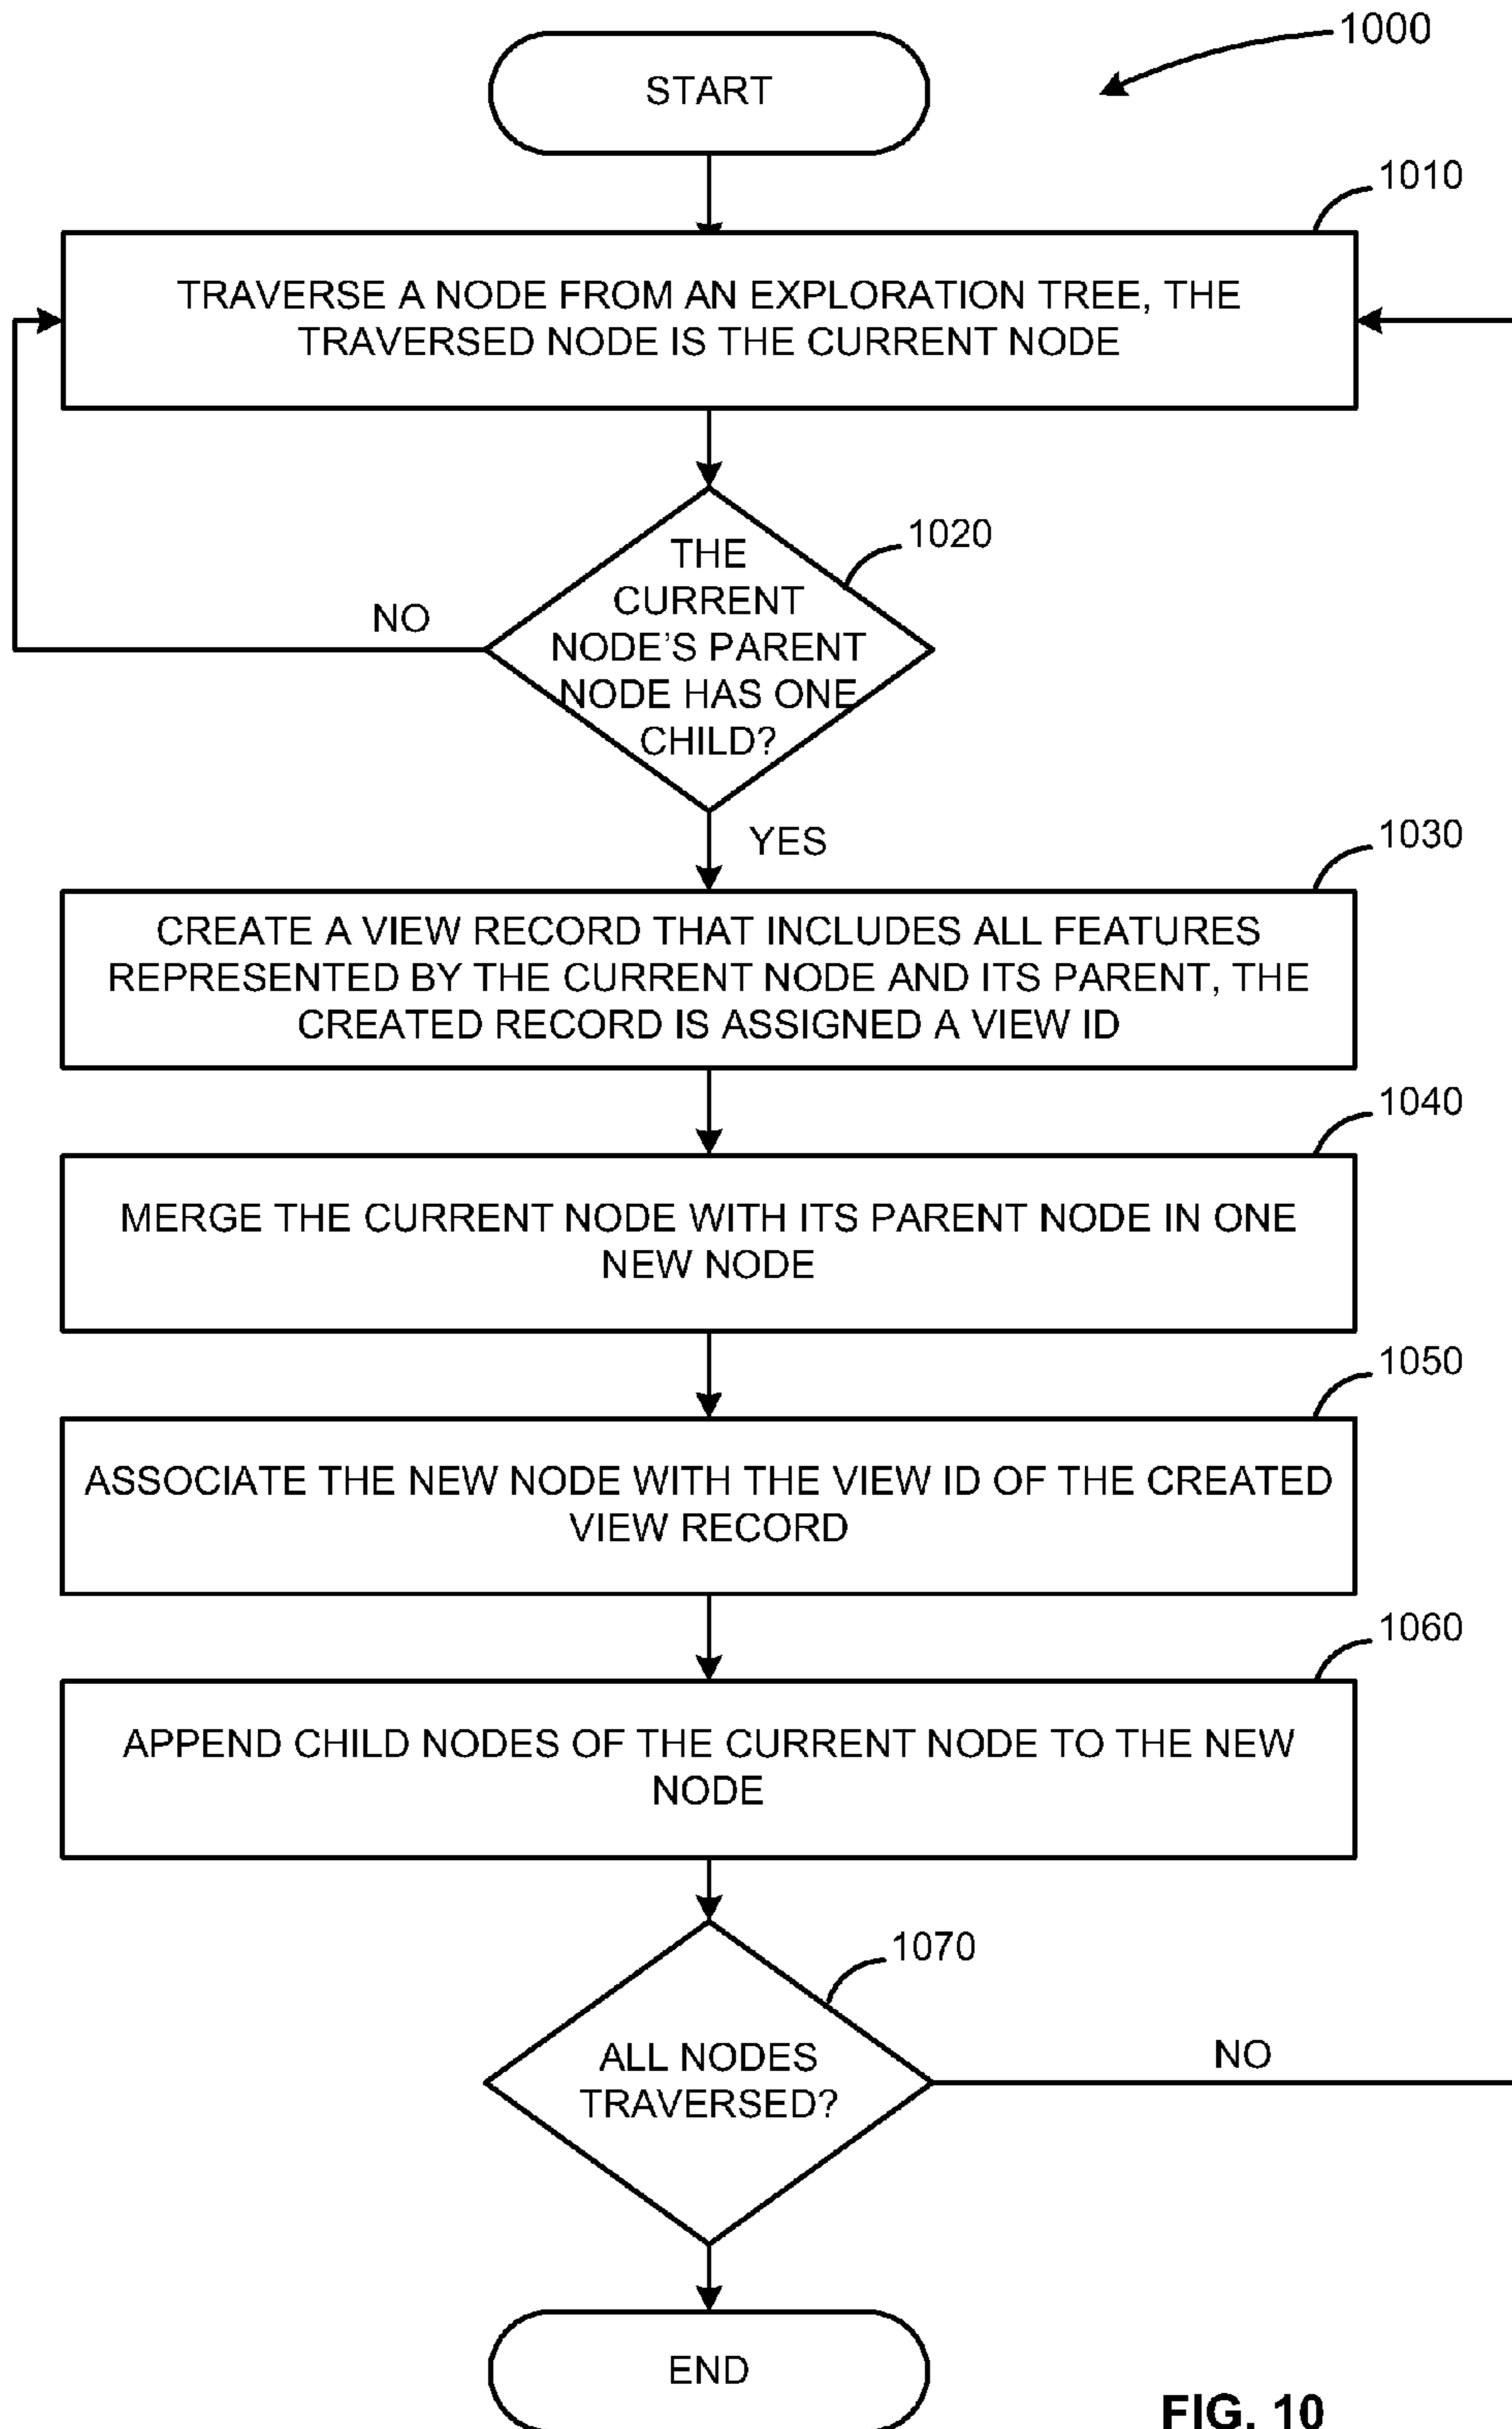 1000
START
1010
TRAVERSE A NODE FROM AN EXPLORATION TREE, THE
TRAVERSED NODE IS THE CURRENT NODE
1020
THE
CURRENT
NODE'S PARENT
NODE HAS ONE
CHILD?
NO
YES
1030
CREATE A VIEW RECORD THAT INCLUDES ALL FEATURES
REPRESENTED BY THE CURRENT NODE AND ITS PARENT, THE
CREATED RECORD IS ASSIGNED A VIEW ID
1040
MERGE THE CURRENT NODE WITH ITS PARENT NODE IN ONE
NEW NODE
1050
ASSOCIATE THE NEW NODE WITH THE VIEW ID OF THE CREATED
VIEW RECORD
1060
APPEND CHILD NODES OF THE CURRENT NODE TO THE NEW
NODE
1070
ALL NODES
TRAVERSED?
NO
END
FIG. 10